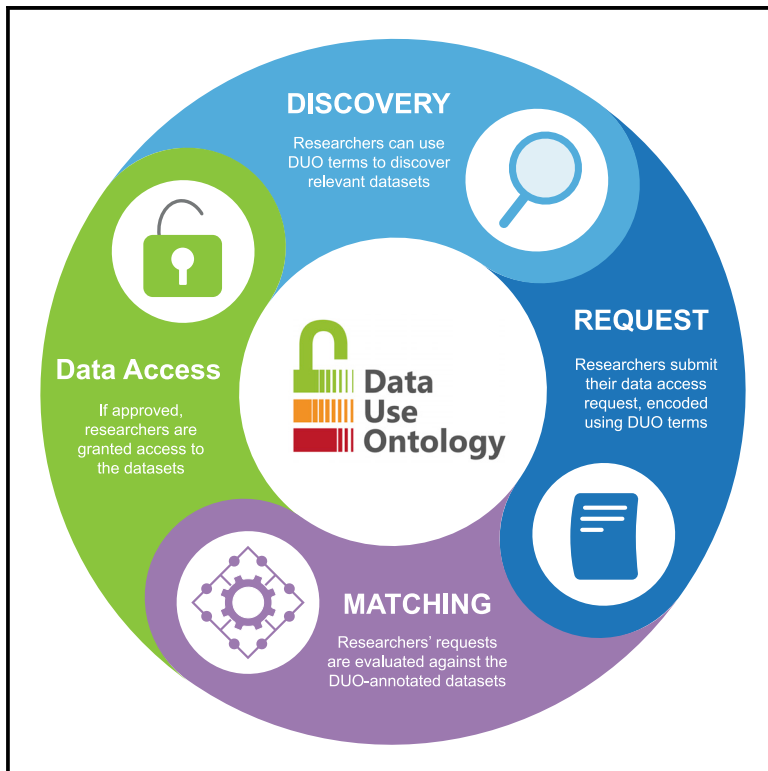 DISCOVERY
Researchers can use
DUO terms to discover
relevant datasets
REQUEST
Researchers submit
their data access
request, encoded
using DUO terms
MATCHING
Researchers' requests
are evaluated against the
DUO-annotated datasets
Data Access
If approved,
researchers are
granted access to
the datasets
Data
Use
Ontology